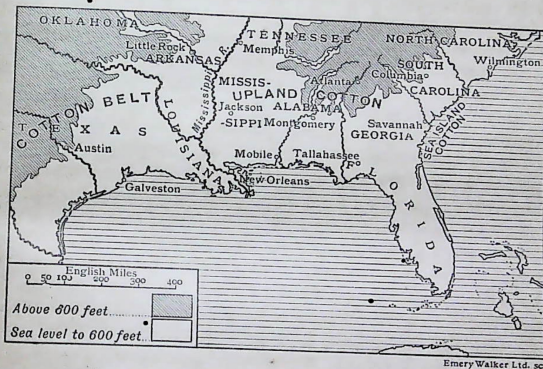 OKLAHOMA
TENNESSEE
NORTH CAROLINA
Little Rock
Memphis
Wilmington
ARKANSAS
SOUTH
CAROLINA
Columbia
Atlanta
MISSIS-
-SIPPI
UPLAND COTTON
COTTON BELT
Mississippi R.
Jackson
ALABAMA
Montgomery
Savannah
GEORGIA
SEA ISLAND
COTTON
TEXAS
LOUISIANA
Austin
Mobile
Tallahassee
New Orleans
Galveston
FLORIDA
English Miles
0 50 100 200 300 400
Above 600 feet
Sea level to 600 feet
Emery Walker Ltd. sc